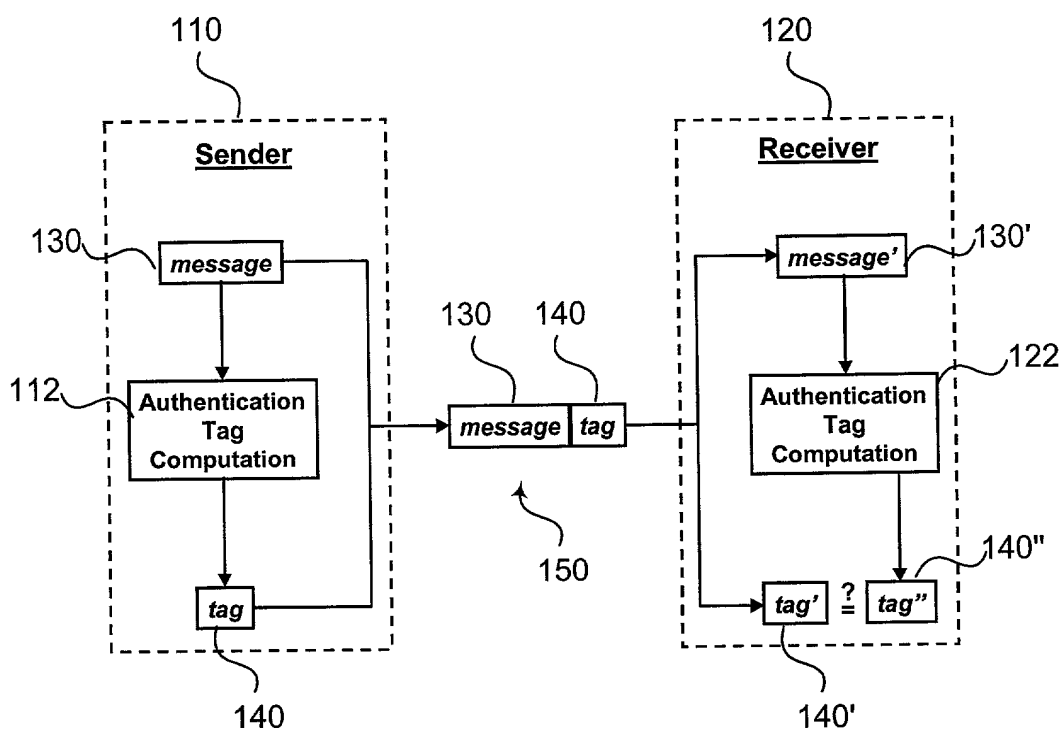 110
120
Sender
Receiver
130
message
message'
130'
130
140
112
Authentication
Tag
Computation
message
tag
Authentication
Tag
Computation
122
150
tag
tag'
?
=
tag"
140"
140
140'